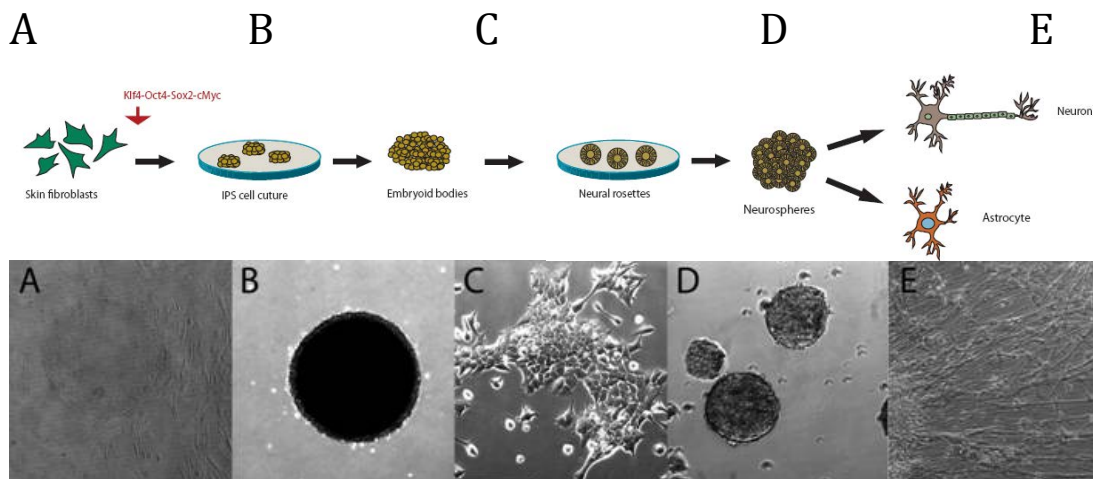 A B C D E
Klf4-Oct4-Sox2-cMyc
Neuron
Skin fibroblasts
IPS cell cuture
Embryoid bodies
Neural rosettes
Neurospheres
Astrocyte
A B C D E